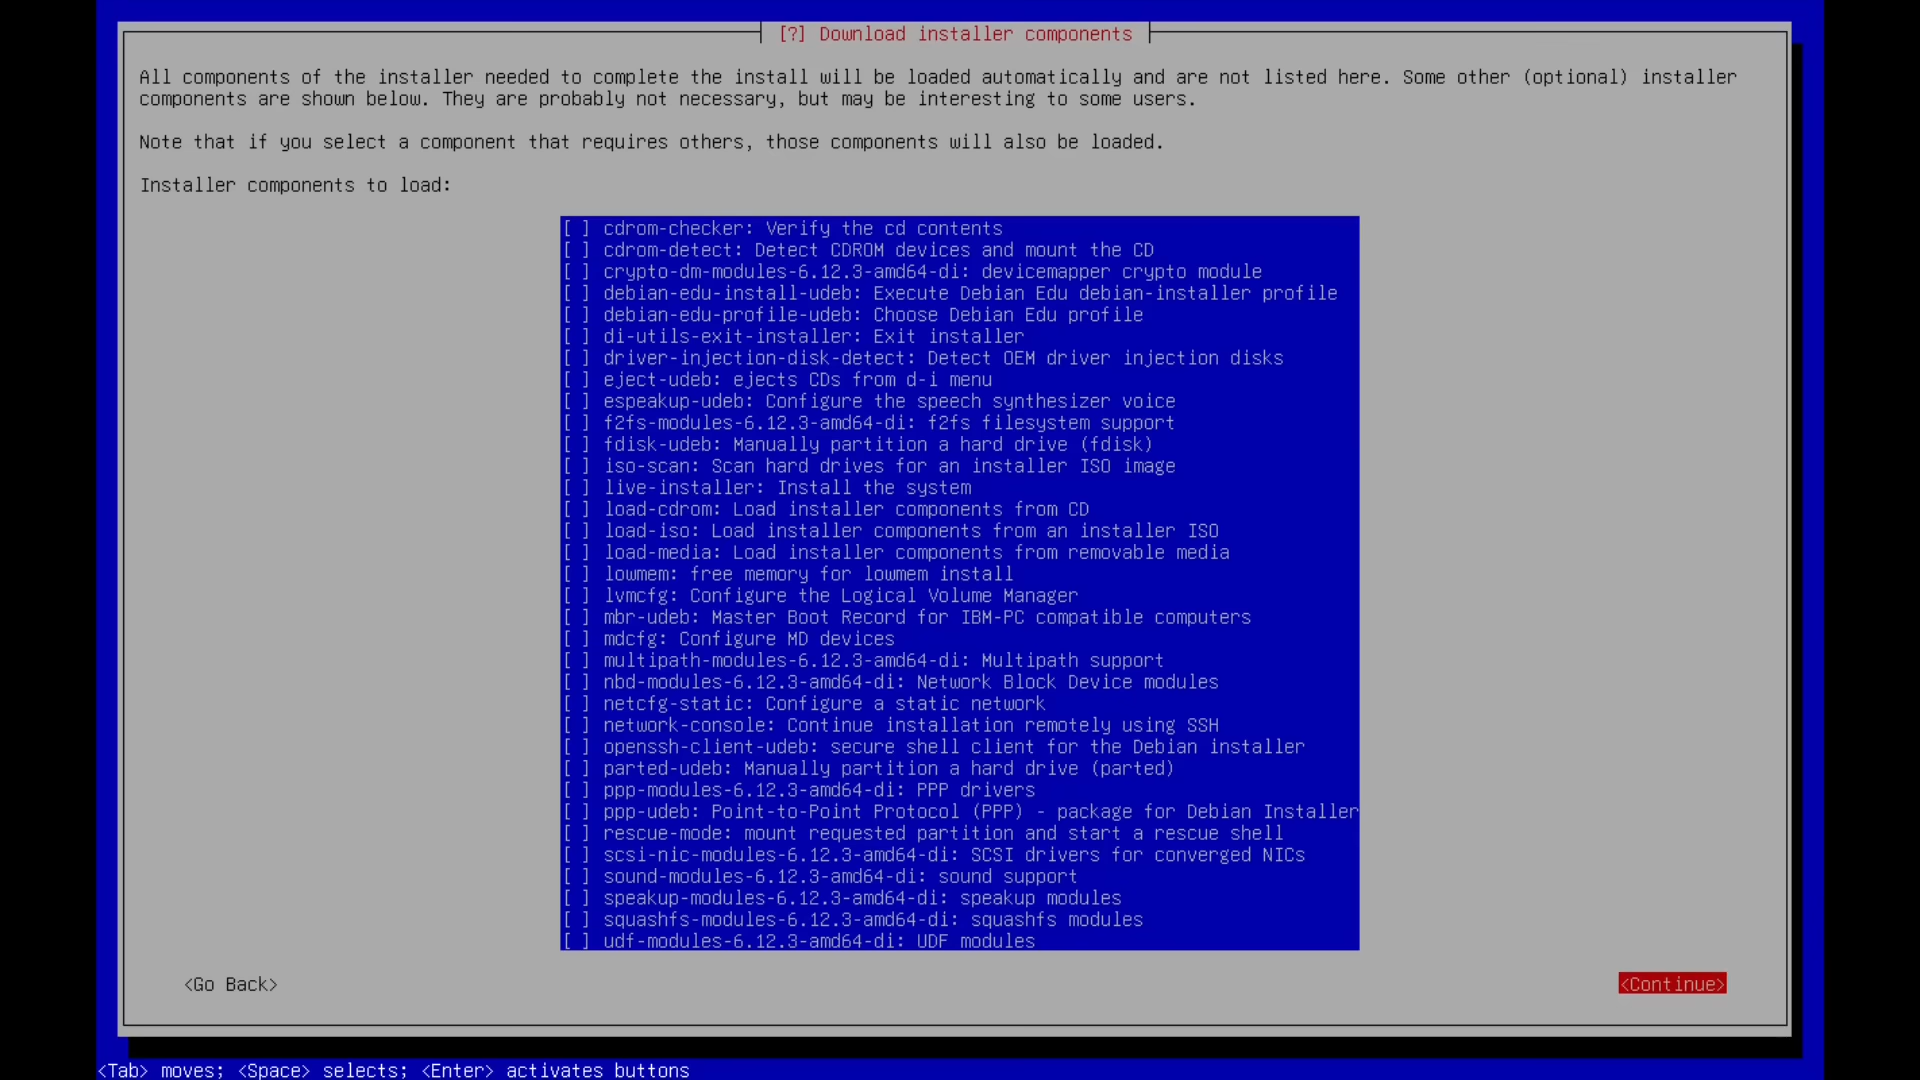 [?] Download installer components
All components of the installer needed to complete the install will be loaded automatically and are not listed here. Some other (optional) installer
components are shown below. They are probably not necessary, but may be interesting to some users.
Note that if you select a component that requires others, those components will also be loaded.
Installer components to load:
[ ] cdrom-checker: Verify the cd contents
[ ] cdrom-detect: Detect CDROM devices and mount the CD
[ ] crypto-dm-modules-6.12.3-amd64-di: devicemapper crypto module
[ ] debian-edu-install-udeb: Execute Debian Edu debian-installer profile
[ ] debian-edu-profile-udeb: Choose Debian Edu profile
[ ] di-utils-exit-installer: Exit installer
[ ] driver-injection-disk-detect: Detect OEM driver injection disks
[ ] eject-udeb: ejects CDs from d-i menu
[ ] espeakup-udeb: Configure the speech synthesizer voice
[ ] f2fs-modules-6.12.3-amd64-di: f2fs filesystem support
[ ] fdisk-udeb: Manually partition a hard drive (fdisk)
[ ] iso-scan: Scan hard drives for an installer ISO image
[ ] live-installer: Install the system
[ ] load-cdrom: Load installer components from CD
[ ] load-iso: Load installer components from an installer ISO
[ ] load-media: Load installer components from removable media
[ ] lowmem: free memory for lowmem install
[ ] lvmcfg: Configure the Logical Volume Manager
[ ] mbr-udeb: Master Boot Record for IBM-PC compatible computers
[ ] mdcfg: Configure MD devices
[ ] multipath-modules-6.12.3-amd64-di: Multipath support
[ ] nbd-modules-6.12.3-amd64-di: Network Block Device modules
[ ] netcfg-static: Configure a static network
[ ] network-console: Continue installation remotely using SSH
[ ] openssh-client-udeb: secure shell client for the Debian installer
[ ] parted-udeb: Manually partition a hard drive (parted)
[ ] ppp-modules-6.12.3-amd64-di: PPP drivers
[ ] ppp-udeb: Point-to-Point Protocol (PPP) - package for Debian Installer
[ ] rescue-mode: mount requested partition and start a rescue shell
[ ] scsi-nic-modules-6.12.3-amd64-di: SCSI drivers for converged NICs
[ ] sound-modules-6.12.3-amd64-di: sound support
[ ] speakup-modules-6.12.3-amd64-di: speakup modules
[ ] squashfs-modules-6.12.3-amd64-di: squashfs modules
[ ] udf-modules-6.12.3-amd64-di: UDF modules
<Go Back> <Continue>
<Tab> moves; <Space> selects; <Enter> activates buttons